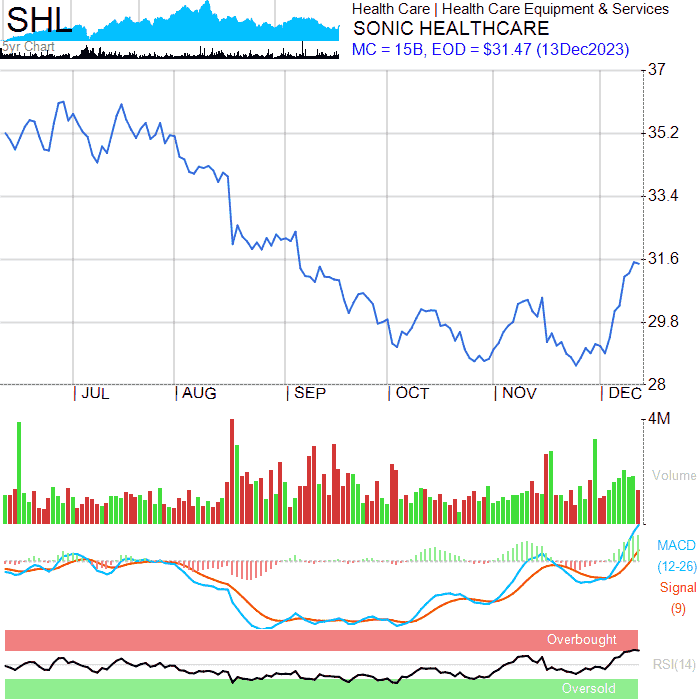 SHL
5yr Chart
Health Care | Health Care Equipment & Services
SONIC HEALTHCARE
MC = 15B, EOD = $31.47 (13Dec2023)
37
35.2
33.4
31.6
29.8
28
| JUL | AUG | SEP | OCT | NOV | DEC
4M
Volume
MACD
(12-26)
Signal
(9)
Overbought
RSI(14)
Oversold